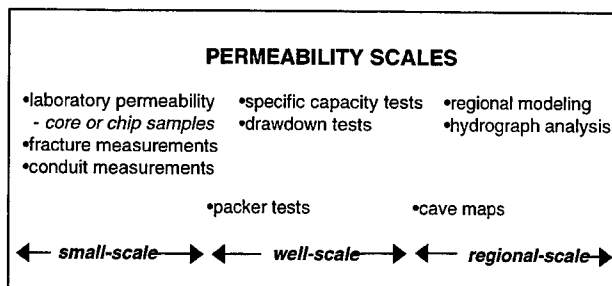 PERMEABILITY SCALES
•laboratory permeability
- core or chip samples
•fracture measurements
•conduit measurements
•specific capacity tests
•drawdown tests
•regional modeling
•hydrograph analysis
•packer tests
•cave maps
small-scale
well-scale
regional-scale